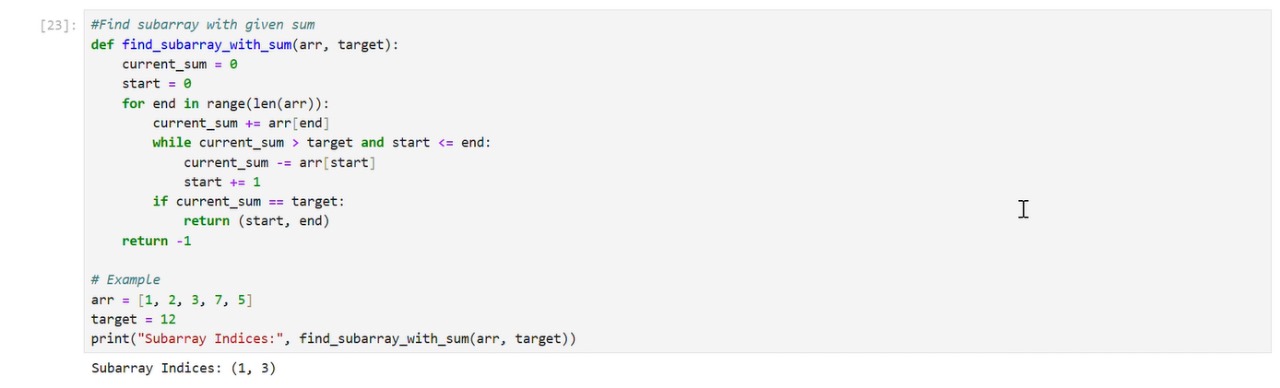 [23]: #Find subarray with given sum
def find_subarray_with_sum(arr, target):
    current_sum = 0
    start = 0
    for end in range(len(arr)):
        current_sum += arr[end]
        while current_sum > target and start <= end:
            current_sum -= arr[start]
            start += 1
        if current_sum == target:
            return (start, end)
    return -1

# Example
arr = [1, 2, 3, 7, 5]
target = 12
print("Subarray Indices:", find_subarray_with_sum(arr, target))
Subarray Indices: (1, 3)